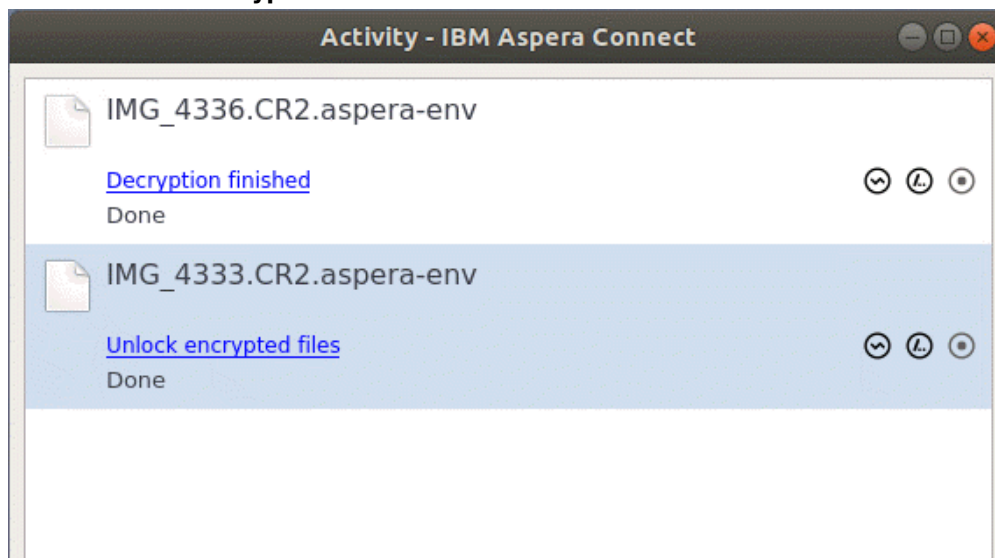 Activity - IBM Aspera Connect
IMG_4336.CR2.aspera-env
Decryption finished
Done
IMG_4333.CR2.aspera-env
Unlock encrypted files
Done